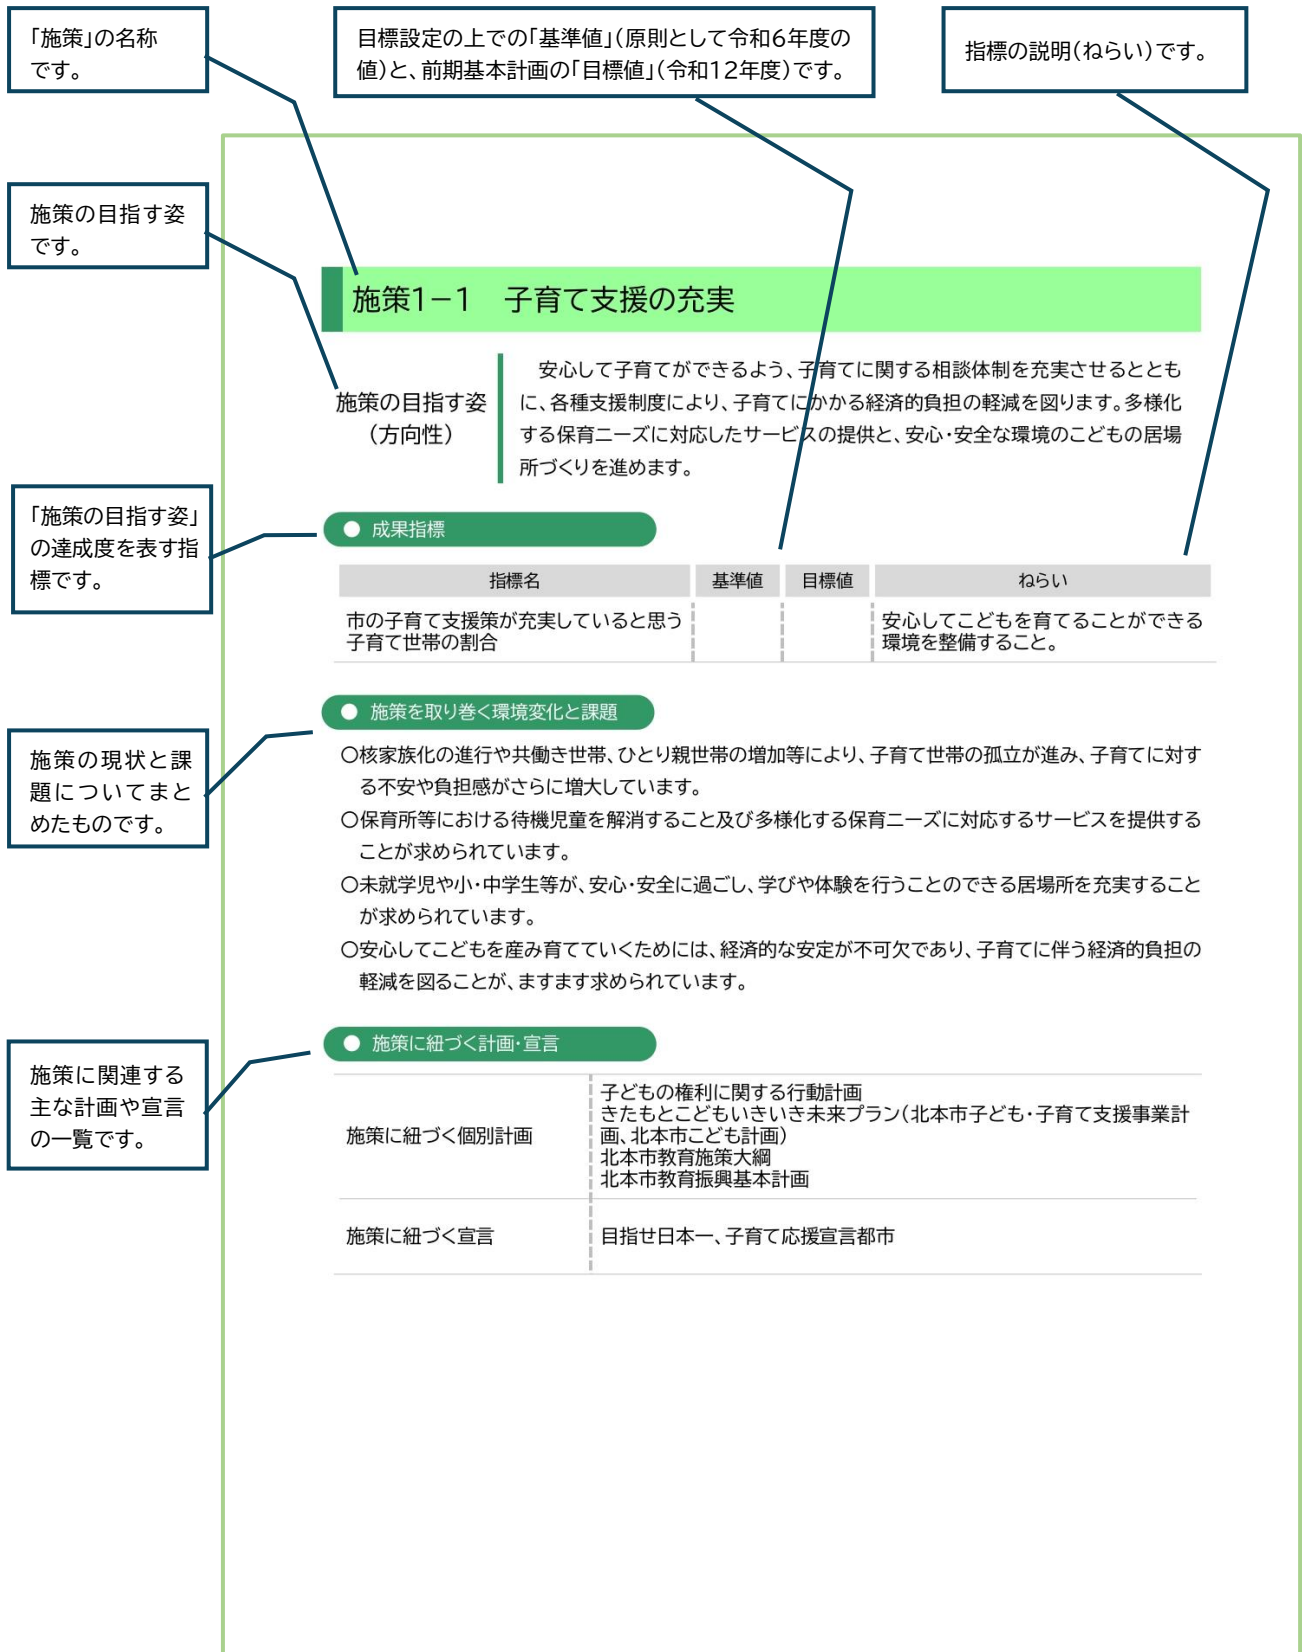 「施策」の名称
です。
目標設定の上での「基準値」(原則として令和6年度の
値)と、前期基本計画の「目標値」(令和12年度)です。
指標の説明(ねらい)です。
施策の目指す姿
です。
施策1－1　子育て支援の充実
施策の目指す姿
(方向性)
安心して子育てができるよう、子育てに関する相談体制を充実させるととも
に、各種支援制度により、子育てにかかる経済的負担の軽減を図ります。多様化
する保育ニーズに対応したサービスの提供と、安心・安全な環境のこどもの居場
所づくりを進めます。
「施策の目指す姿」
の達成度を表す指
標です。
● 成果指標
指標名 基準値 目標値 ねらい
市の子育て支援策が充実していると思う
子育て世帯の割合
安心してこどもを育てることができる
環境を整備すること。
● 施策を取り巻く環境変化と課題
施策の現状と課
題についてまと
めたものです。
○核家族化の進行や共働き世帯、ひとり親世帯の増加等により、子育て世帯の孤立が進み、子育てに対す
る不安や負担感がさらに増大しています。
○保育所等における待機児童を解消すること及び多様化する保育ニーズに対応するサービスを提供する
ことが求められています。
○未就学児や小・中学生等が、安心・安全に過ごし、学びや体験を行うことのできる居場所を充実すること
が求められています。
○安心してこどもを産み育てていくためには、経済的な安定が不可欠であり、子育てに伴う経済的負担の
軽減を図ることが、ますます求められています。
● 施策に紐づく計画・宣言
施策に関連する
主な計画や宣言
の一覧です。
施策に紐づく個別計画
子どもの権利に関する行動計画
きたもとこどもいきいき未来プラン(北本市子ども・子育て支援事業計
画、北本市こども計画)
北本市教育施策大綱
北本市教育振興基本計画
施策に紐づく宣言
目指せ日本一、子育て応援宣言都市